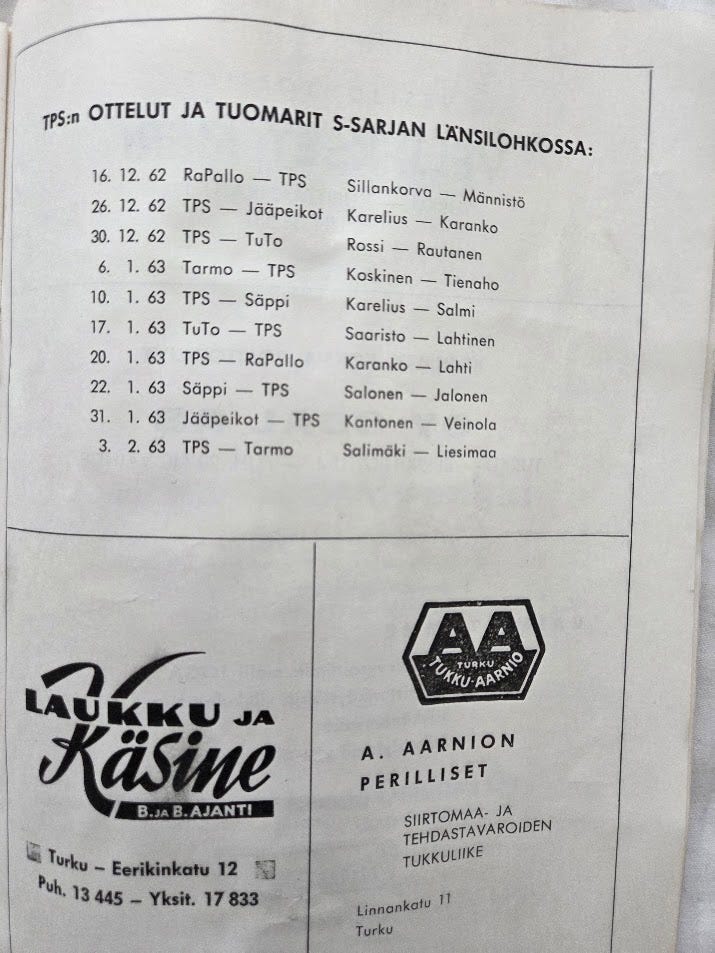 TPS:n OTTELUT JA TUOMARIT S-SARJAN LÄNSILOHKOSSA:
16. 12. 62 RaPallo — TPS Sillankorva — Männistö
26. 12. 62 TPS — Jääpeikot Karelius — Karanko
30. 12. 62 TPS — TuTo Rossi — Rautanen
6. 1. 63 Tarmo — TPS Koskinen — Tienaho
10. 1. 63 TPS — Säppi Karelius — Salmi
17. 1. 63 TuTo — TPS Saaristo — Lahtinen
20. 1. 63 TPS — RaPallo Karanko — Lahti
22. 1. 63 Säppi — TPS Salonen — Jalonen
31. 1. 63 Jääpeikot — TPS Kantonen — Veinola
3. 2. 63 TPS — Tarmo Salimäki — Liesimaa
LAUKKU JA
Käsine
B. JA B. AJANTI
Turku – Eerikinkatu 12
Puh. 13 445 – Yksit. 17 833
AA
TURKU
TUKKU-AARNIO
A. AARNION
PERILLISET
SIIRTOMAA- JA
TEHDASTAVAROIDEN
TUKKULIIKE
Linnankatu 11
Turku